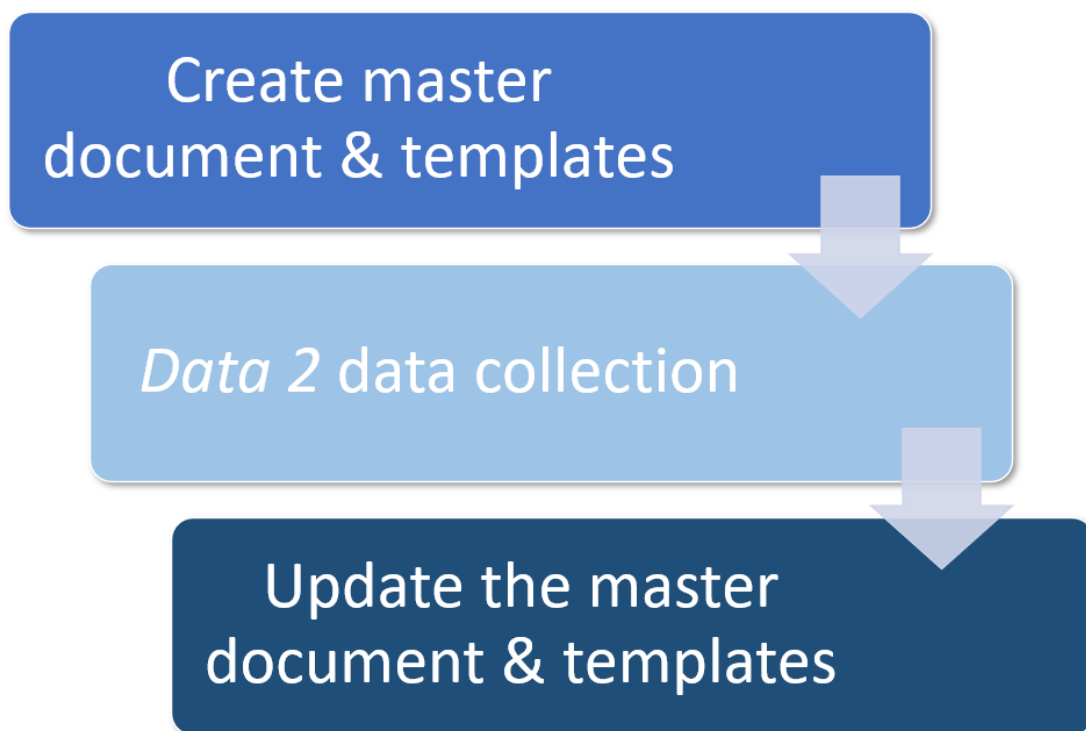 Create master
document & templates
Data 2 data collection
Update the master
document & templates